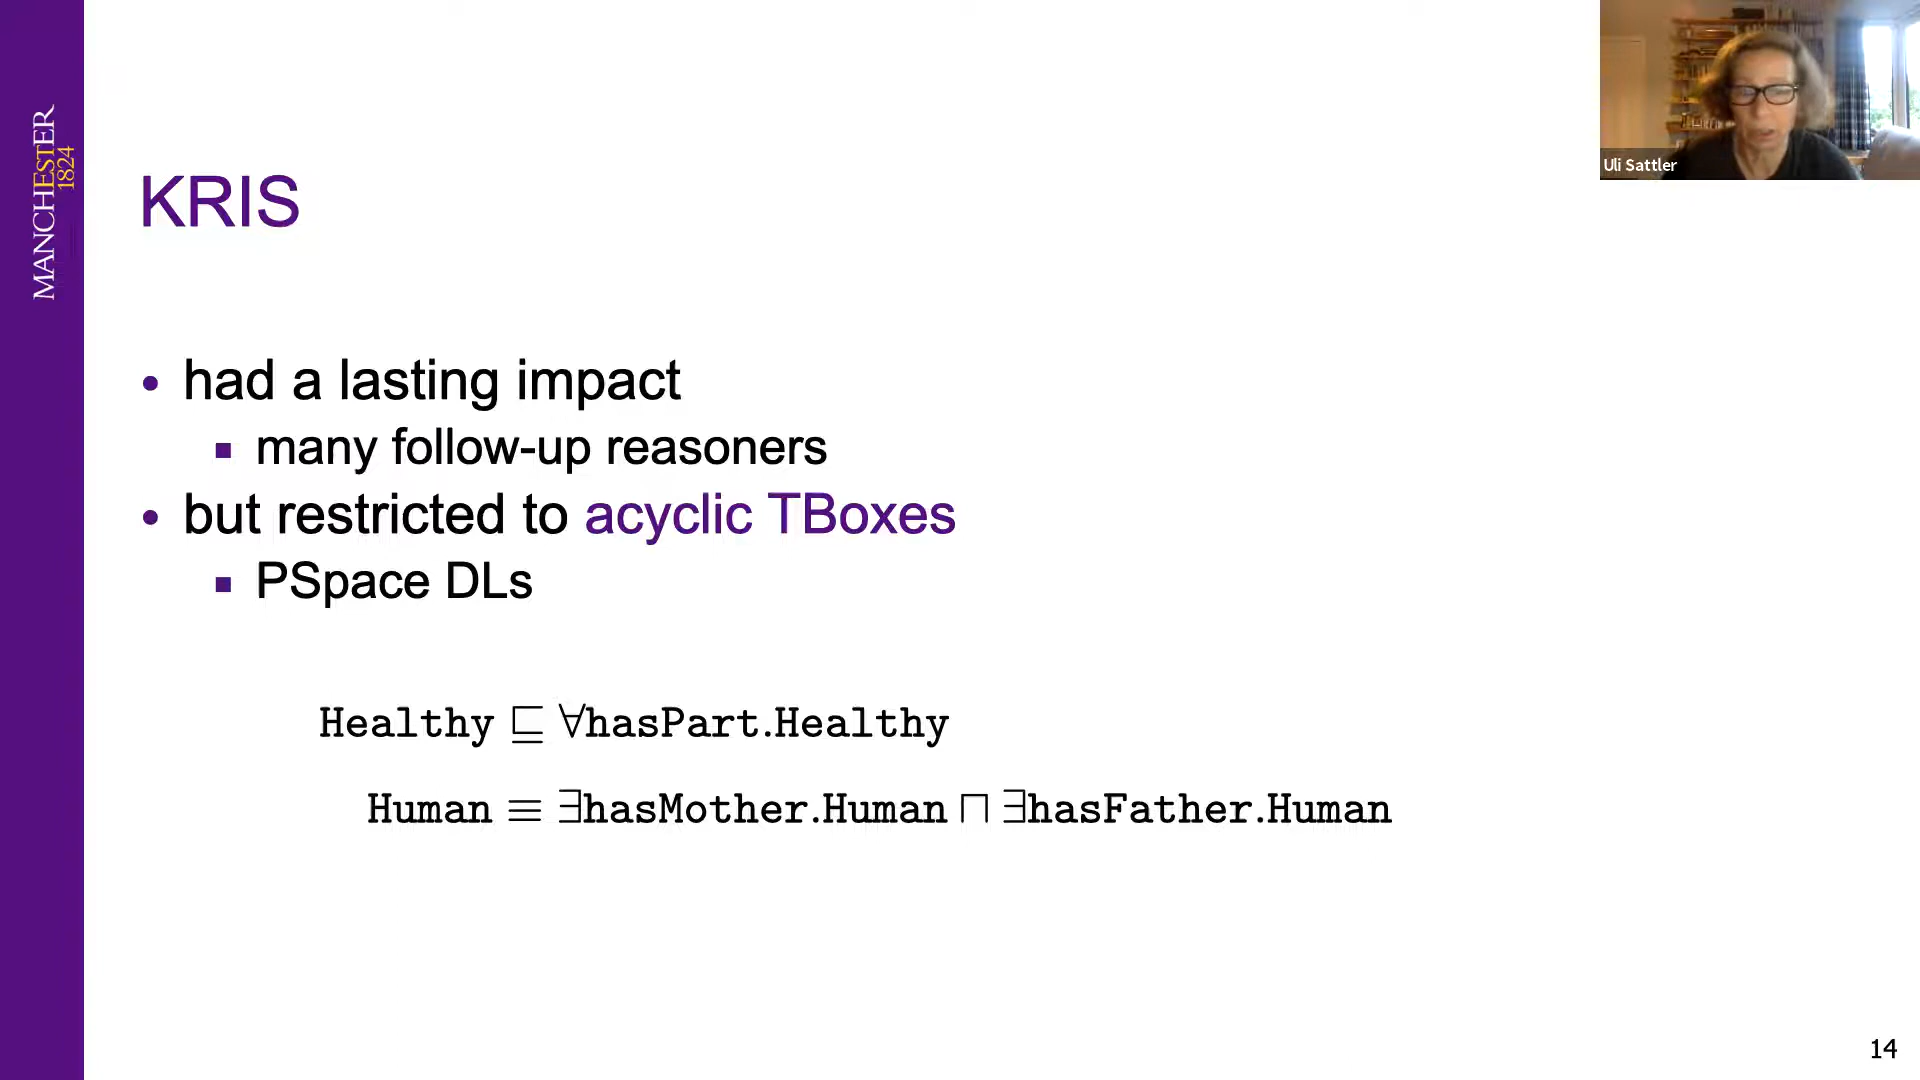 MANCHESTER
1824
Uli Sattler
KRIS
• had a lasting impact
▪ many follow-up reasoners
• but restricted to acyclic TBoxes
▪ PSpace DLs
Healthy ⊑ ∀hasPart.Healthy
Human ≡ ∃hasMother.Human ⊓ ∃hasFather.Human
14